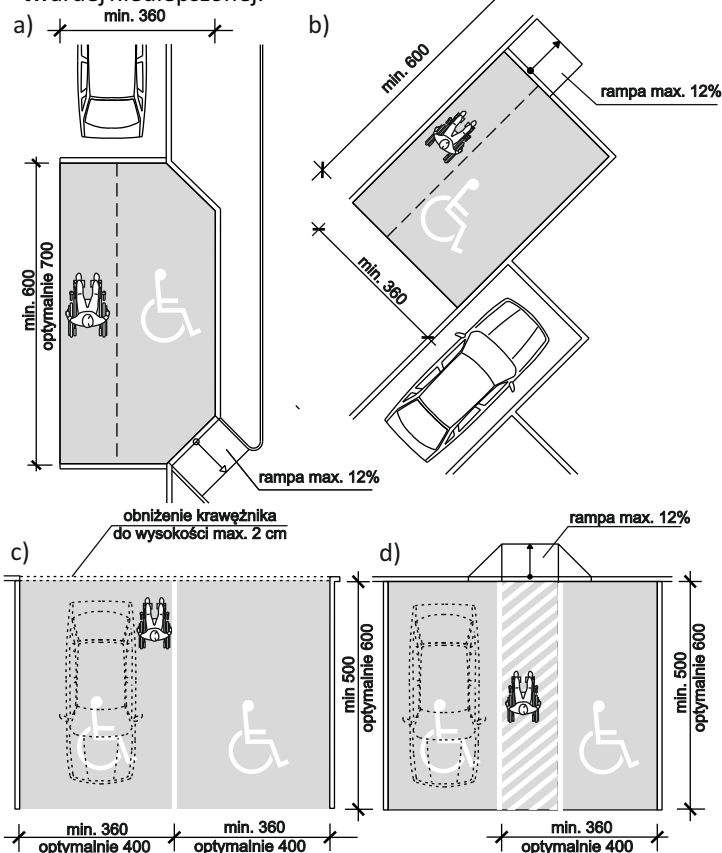 a)
min. 360
min. 600
optymalnie 700
rampa max. 12%
b)
min. 600
rampa max. 12%
min. 360
c)
obniżenie krawężnika
do wysokości max. 2 cm
min 500
optymalnie 600
min. 360
optymalnie 400
min. 360
optymalnie 400
d)
rampa max. 12%
min 500
optymalnie 600
min. 360
optymalnie 400